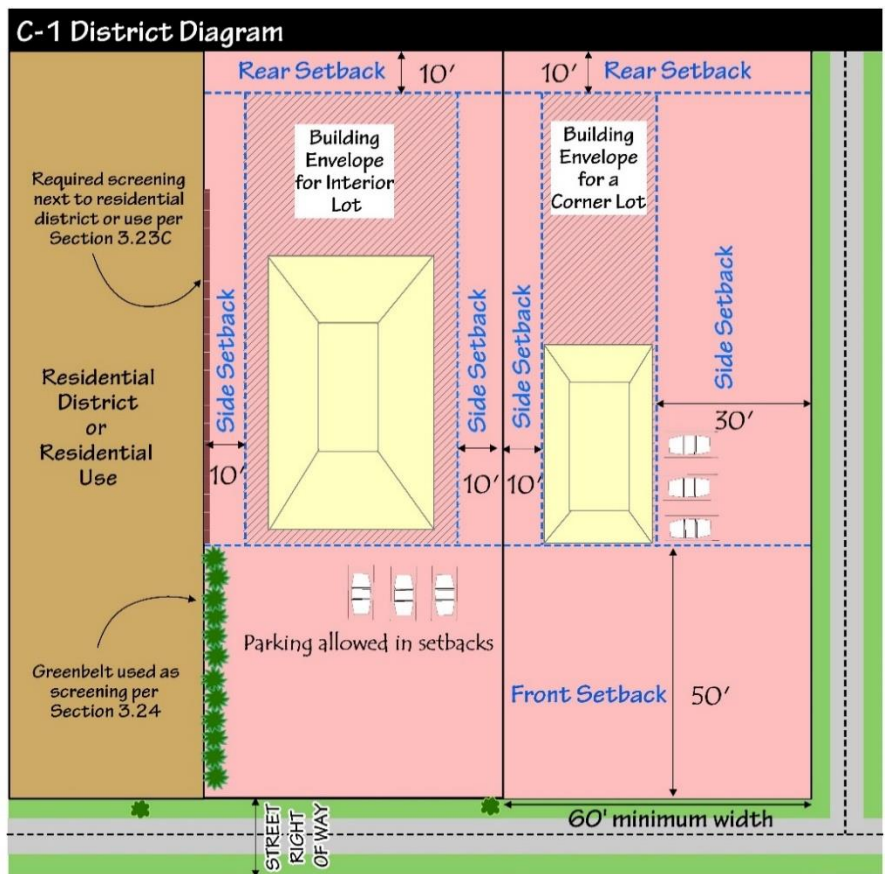 C-1 District Diagram
Rear Setback
10'
10'
Rear Setback
Building
Envelope
for Interior
Lot
Building
Envelope
for a
Corner Lot
Required screening
next to residential
district or use per
Section 3.23C
Side Setback
Side Setback
Side Setback
Side Setback
Residential
District
or
Residential
Use
30'
10'
10'
10'
Parking allowed in setbacks
Greenbelt used as
screening per
Section 3.24
Front Setback
50'
60' minimum width
STREET
RIGHT
OF WAY